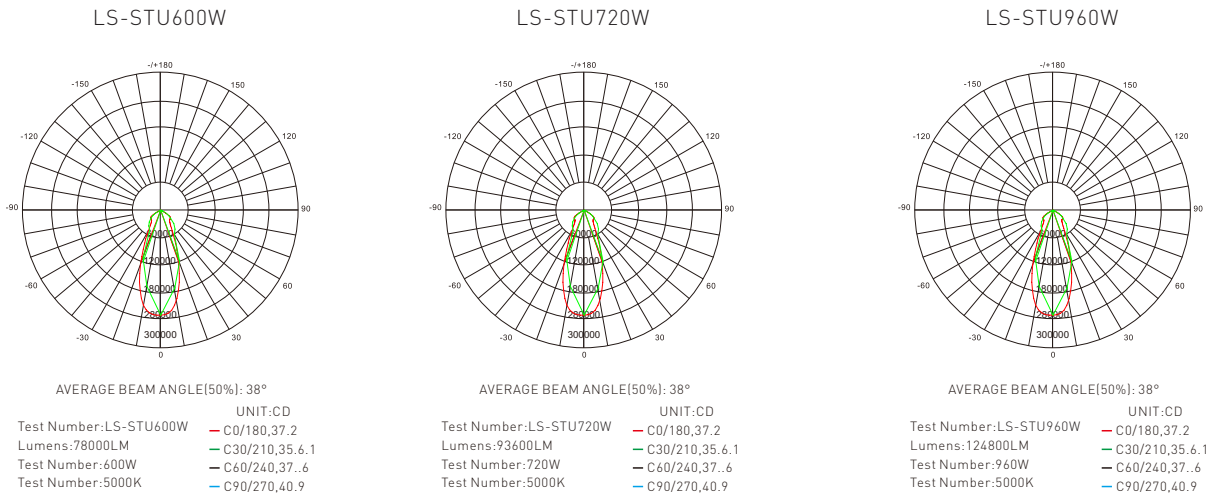 LS-STU600W
-/+180
-150
150
-120
120
-90
90
60000
120000
-60
60
180000
280000
-30
300000
30
0
AVERAGE BEAM ANGLE(50%): 38°
UNIT:CD
Test Number:LS-STU600W
C0/180,37.2
Lumens:78000LM
C30/210,35.6.1
Test Number:600W
C60/240,37..6
Test Number:5000K
C90/270,40.9
LS-STU720W
-/+180
-150
150
-120
120
-90
90
60000
120000
-60
60
180000
280000
-30
300000
30
0
AVERAGE BEAM ANGLE(50%): 38°
UNIT:CD
Test Number:LS-STU720W
C0/180,37.2
Lumens:93600LM
C30/210,35.6.1
Test Number:720W
C60/240,37..6
Test Number:5000K
C90/270,40.9
LS-STU960W
-/+180
-150
150
-120
120
-90
90
60000
120000
-60
60
180000
280000
-30
300000
30
0
AVERAGE BEAM ANGLE(50%): 38°
UNIT:CD
Test Number:LS-STU960W
C0/180,37.2
Lumens:124800LM
C30/210,35.6.1
Test Number:960W
C60/240,37..6
Test Number:5000K
C90/270,40.9